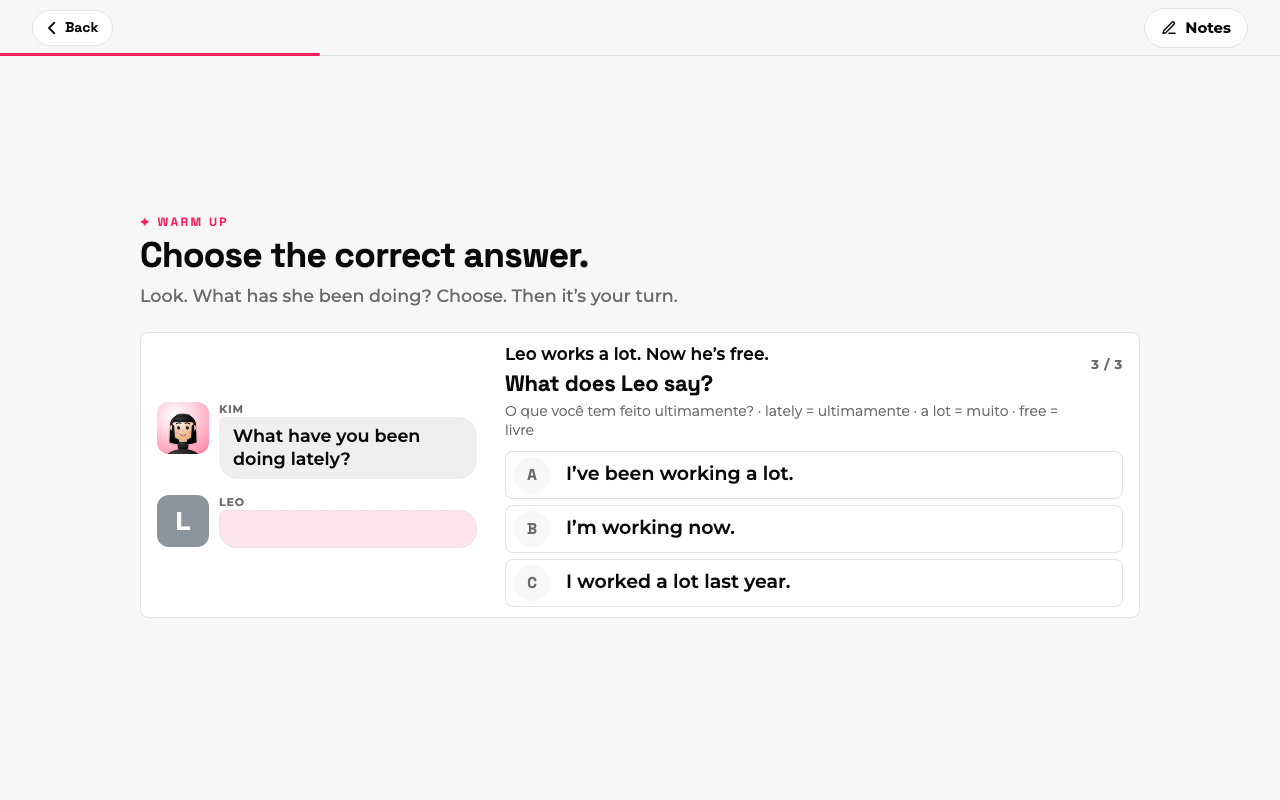 Back
Notes
✦ WARM UP
Choose the correct answer.
Look. What has she been doing? Choose. Then it’s your turn.
KIM
What have you been
doing lately?
L
LEO
Leo works a lot. Now he’s free.
3 / 3
What does Leo say?
O que você tem feito ultimamente? · lately = ultimamente · a lot = muito · free =
livre
A I’ve been working a lot.
B I’m working now.
C I worked a lot last year.